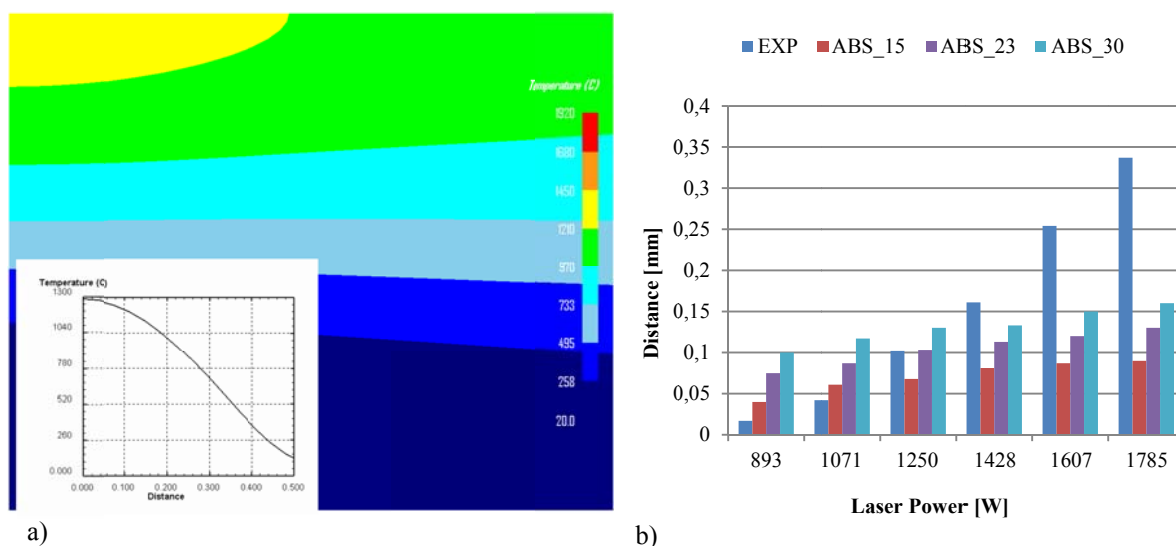 a)
Temperature (C)
1920
1680
1450
1210
970
733
495
258
20.0
Temperature (C)
1300
1040
780
520
260
0.000
0.000 0.100 0.200 0.300 0.400 0.500
Distance
EXP ABS_15 ABS_23 ABS_30
0,4
0,35
0,3
0,25
0,2
0,15
0,1
0,05
0
Distance [mm]
893 1071 1250 1428 1607 1785
Laser Power [W]
b)